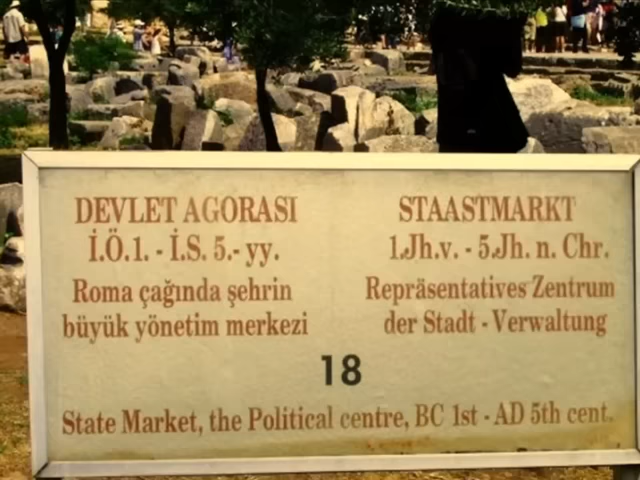 DEVLET AGORASI
İ.Ö.1. - İ.S. 5.- yy.
Roma çağında şehrin
büyük yönetim merkezi
STAASTMARKT
1.Jh.v. - 5.Jh. n. Chr.
Repräsentatives Zentrum
der Stadt - Verwaltung
18
State Market, the Political centre, BC 1st - AD 5th cent.